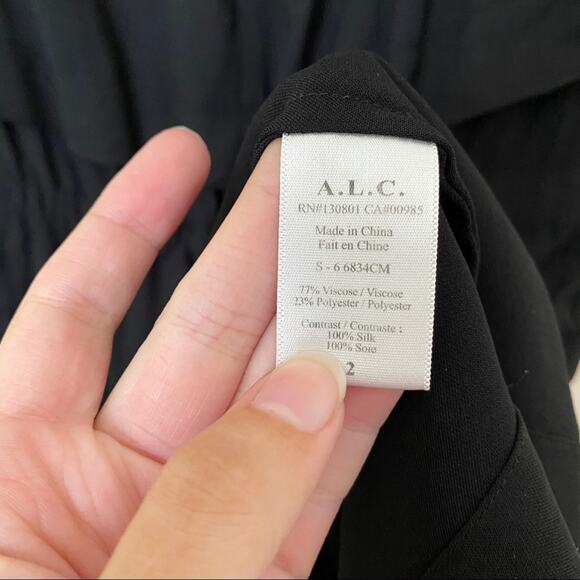 A.L.C.
RN#130801 CA#00985
Made in China
Fait en Chine
S - 6 6834CM
77% Viscose / Viscose
23% Polyester / Polyester
Contrast / Contraste :
100% Silk
100% Soie
2